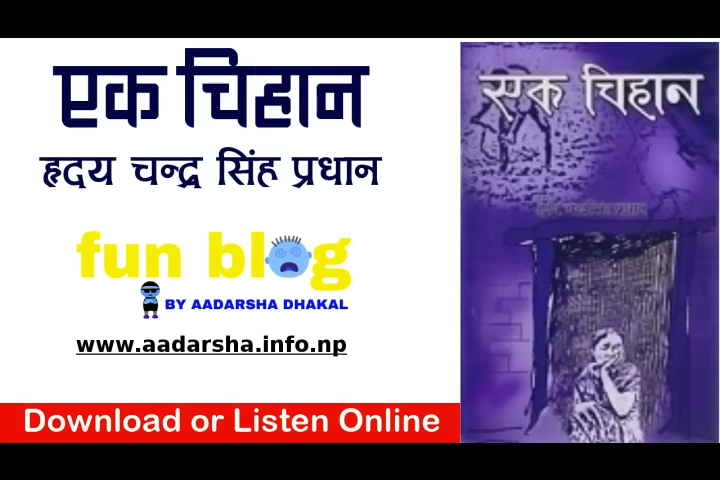 एक चिहान
हृदय चन्द्र सिंह प्रधान
fun blog
BY AADARSHA DHAKAL
www.aadarsha.info.np
Download or Listen Online
एक चिहान